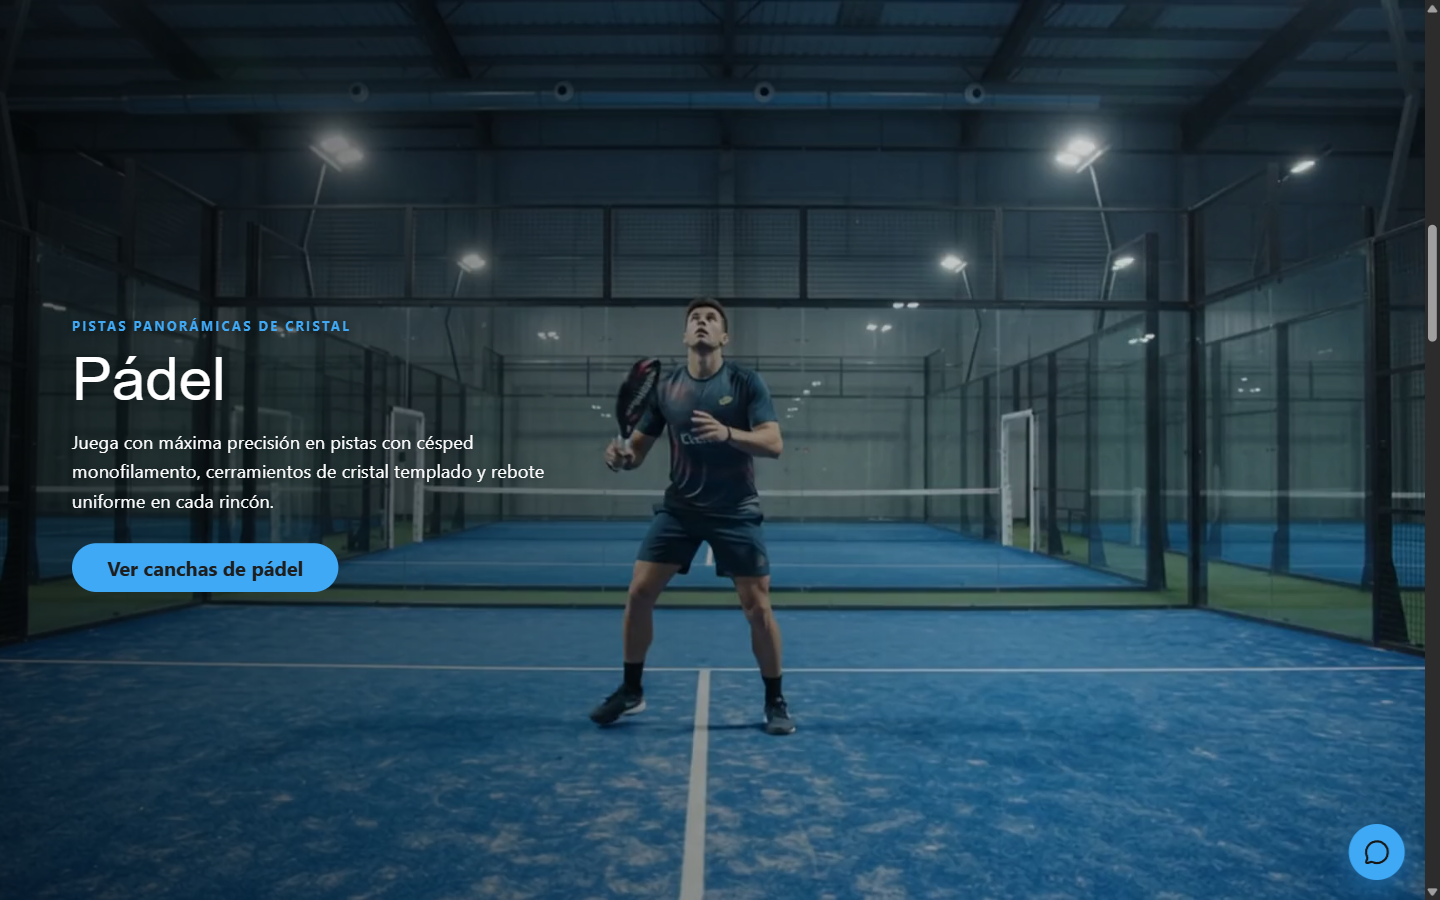 PISTAS PANORÁMICAS DE CRISTAL
Pádel
Juega con máxima precisión en pistas con césped
monofilamento, cerramientos de cristal templado y rebote
uniforme en cada rincón.
Ver canchas de pádel